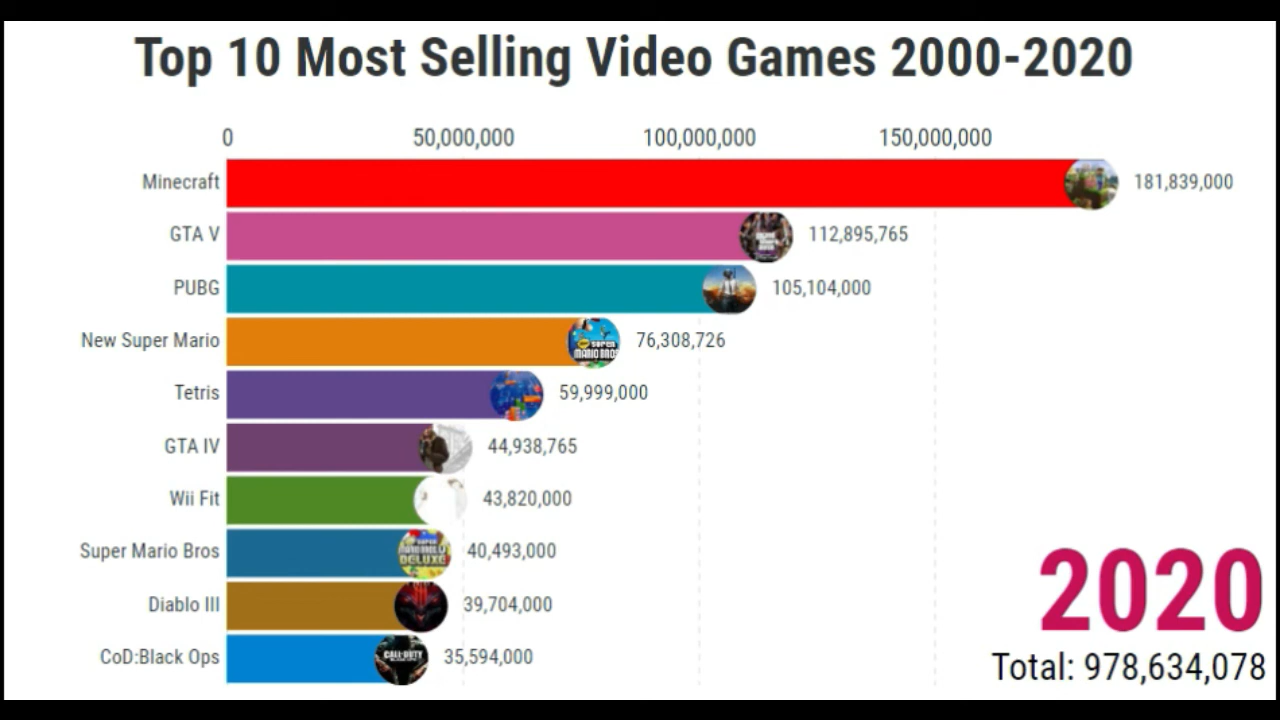 Top 10 Most Selling Video Games 2000-2020
0 50,000,000 100,000,000 150,000,000
Minecraft 181,839,000
GTA V 112,895,765
PUBG 105,104,000
New Super Mario 76,308,726
Tetris 59,999,000
GTA IV 44,938,765
Wii Fit 43,820,000
Super Mario Bros 40,493,000
Diablo III 39,704,000
CoD:Black Ops 35,594,000
2020
Total: 978,634,078